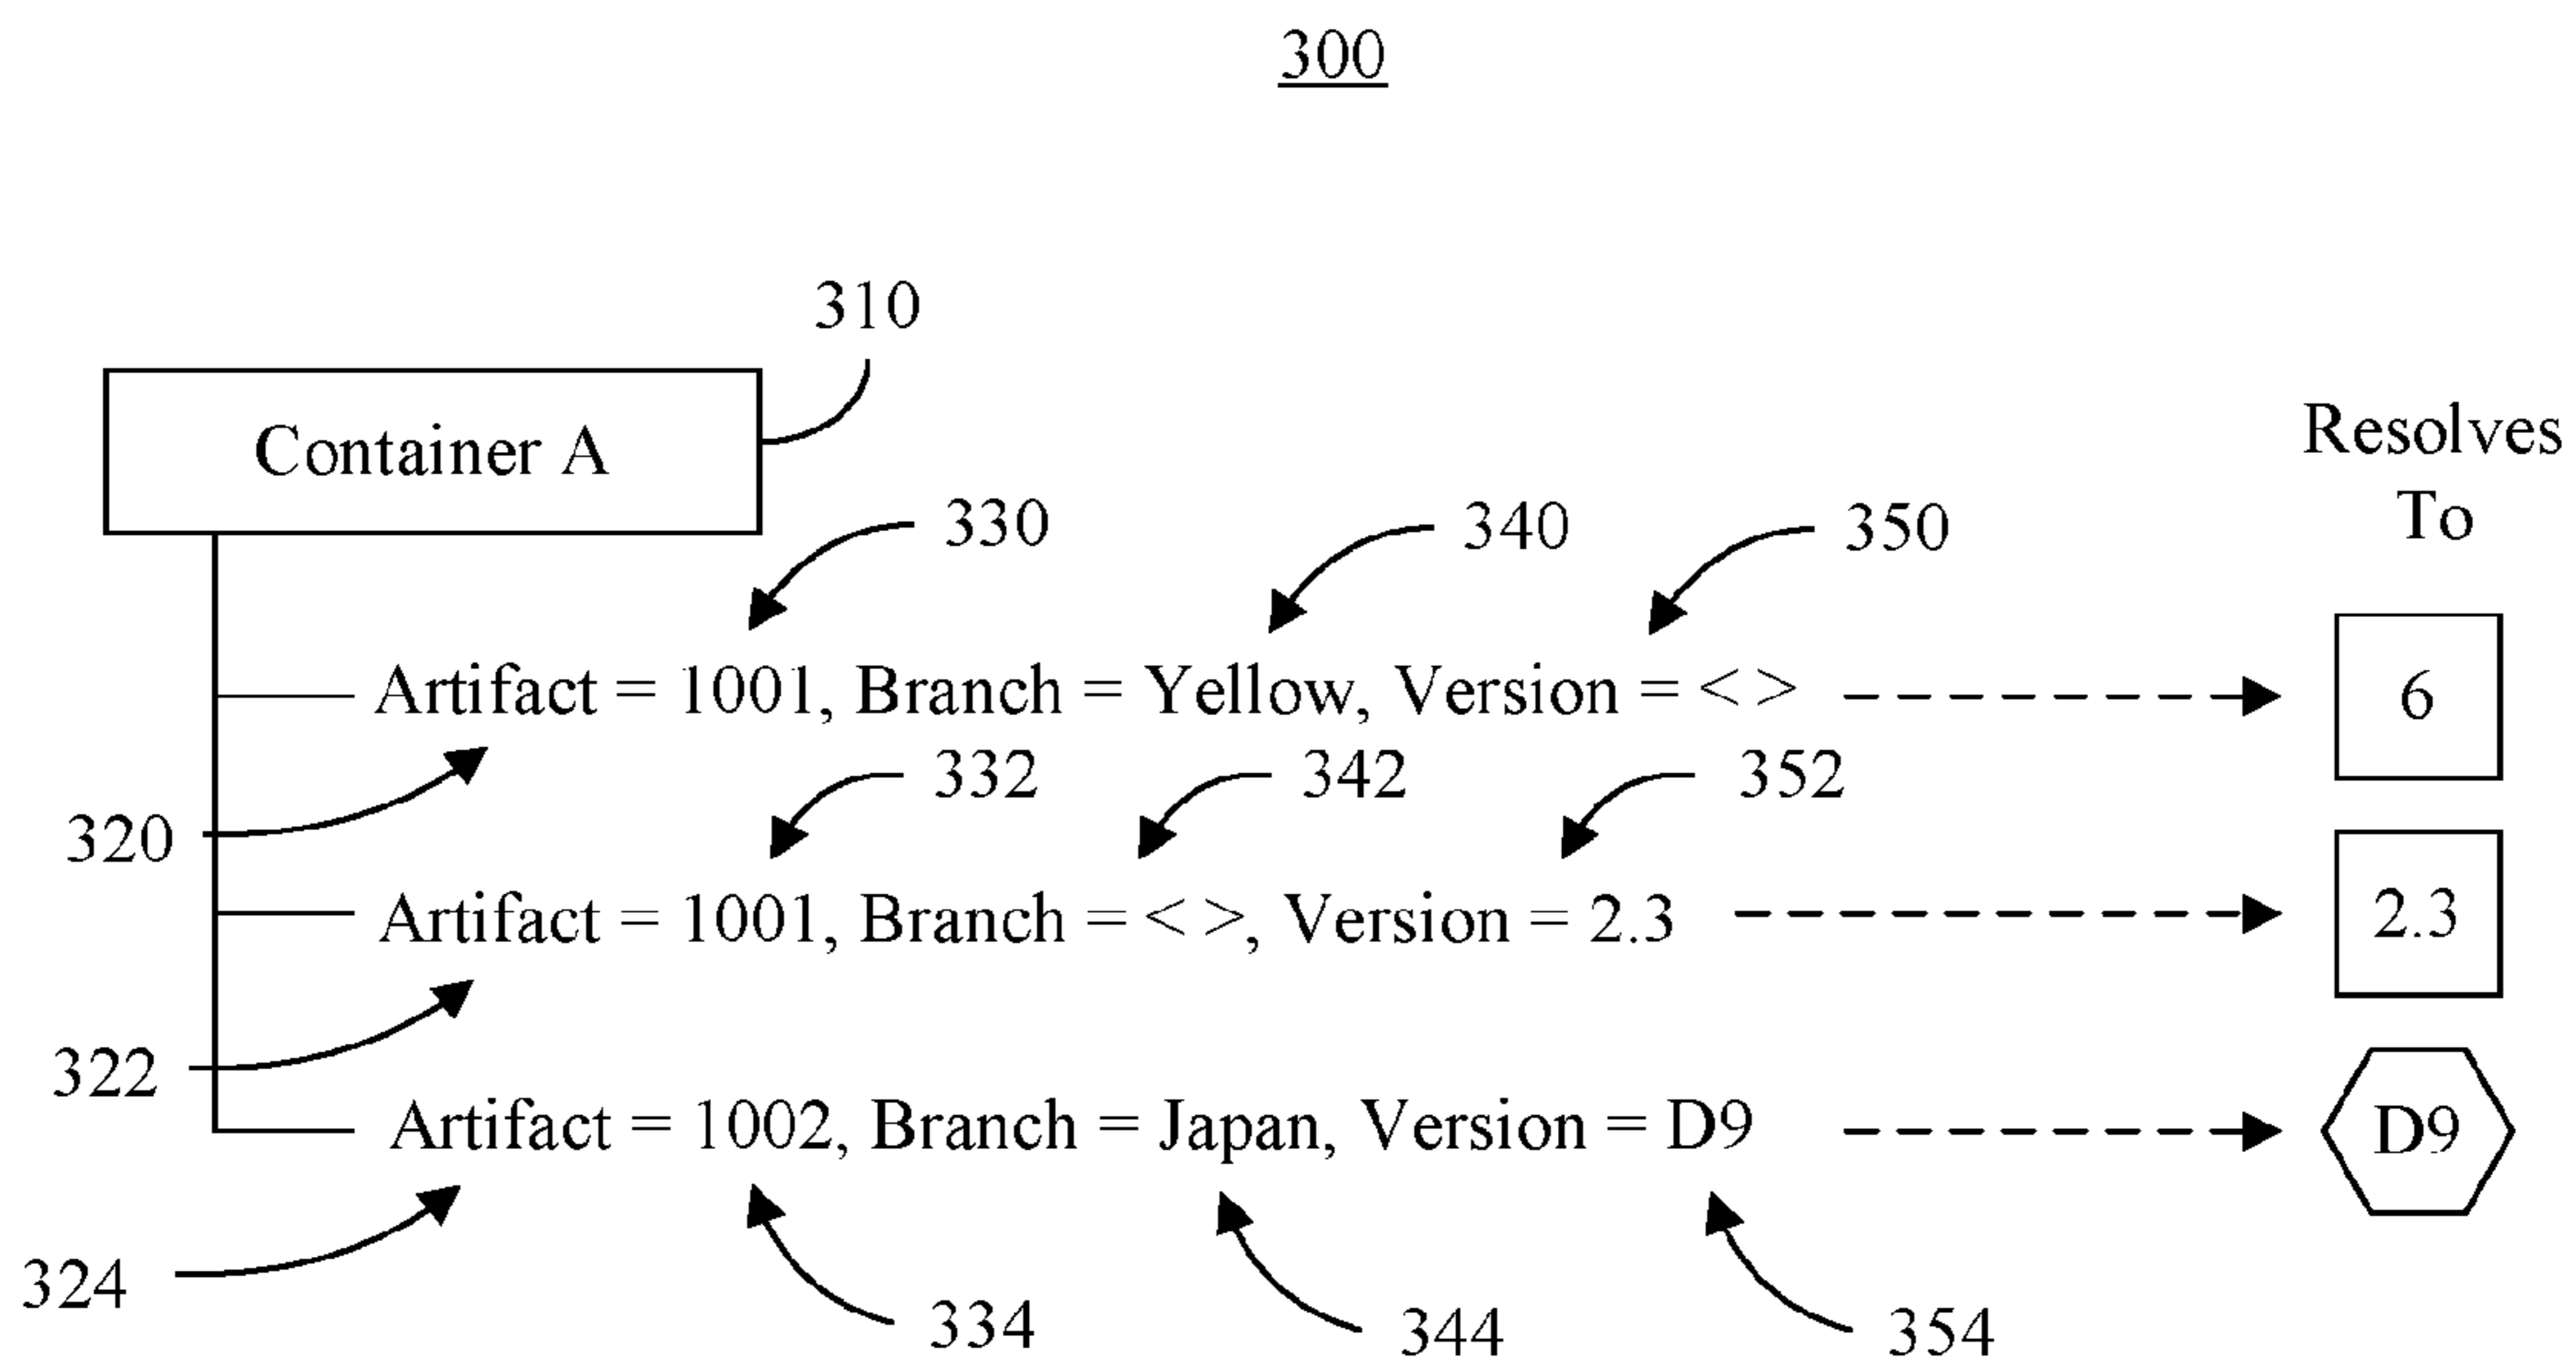 300
310
Container A
Resolves
To
330
340
350
Artifact = 1001, Branch = Yellow, Version = < >
6
320
332
342
352
Artifact = 1001, Branch = < >, Version = 2.3
2.3
322
Artifact = 1002, Branch = Japan, Version = D9
D9
324
334
344
354